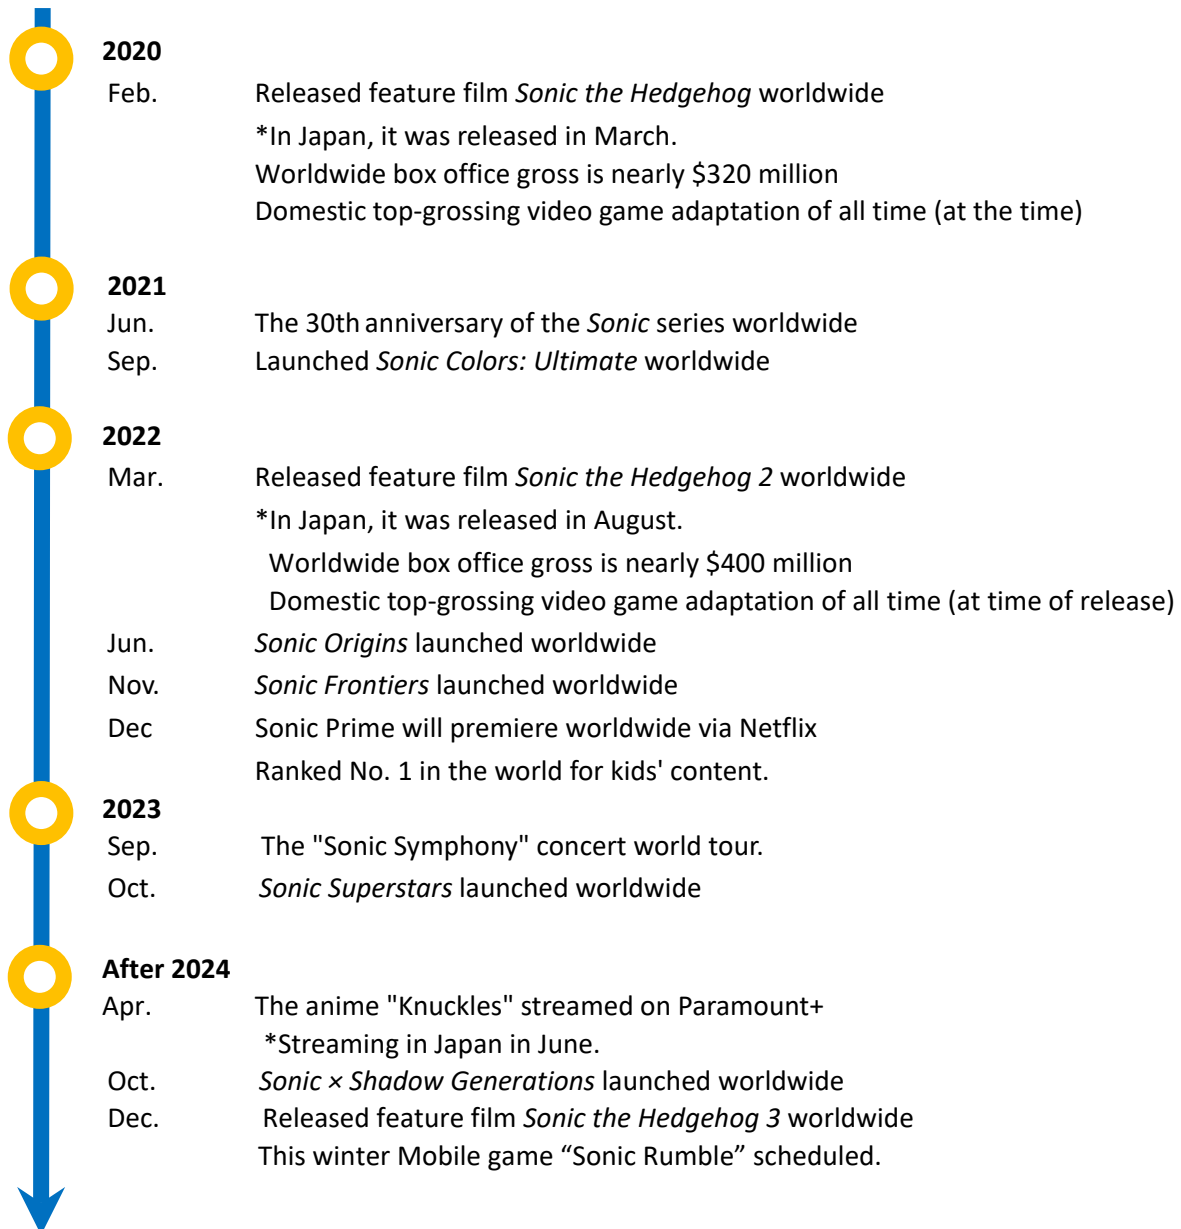 2020
Feb. Released feature film Sonic the Hedgehog worldwide
*In Japan, it was released in March.
Worldwide box office gross is nearly $320 million
Domestic top-grossing video game adaptation of all time (at the time)
2021
Jun. The 30th anniversary of the Sonic series worldwide
Sep. Launched Sonic Colors: Ultimate worldwide
2022
Mar. Released feature film Sonic the Hedgehog 2 worldwide
*In Japan, it was released in August.
Worldwide box office gross is nearly $400 million
Domestic top-grossing video game adaptation of all time (at time of release)
Jun. Sonic Origins launched worldwide
Nov. Sonic Frontiers launched worldwide
Dec Sonic Prime will premiere worldwide via Netflix
Ranked No. 1 in the world for kids' content.
2023
Sep. The "Sonic Symphony" concert world tour.
Oct. Sonic Superstars launched worldwide
After 2024
Apr. The anime "Knuckles" streamed on Paramount+
*Streaming in Japan in June.
Oct. Sonic × Shadow Generations launched worldwide
Dec. Released feature film Sonic the Hedgehog 3 worldwide
This winter Mobile game “Sonic Rumble” scheduled.